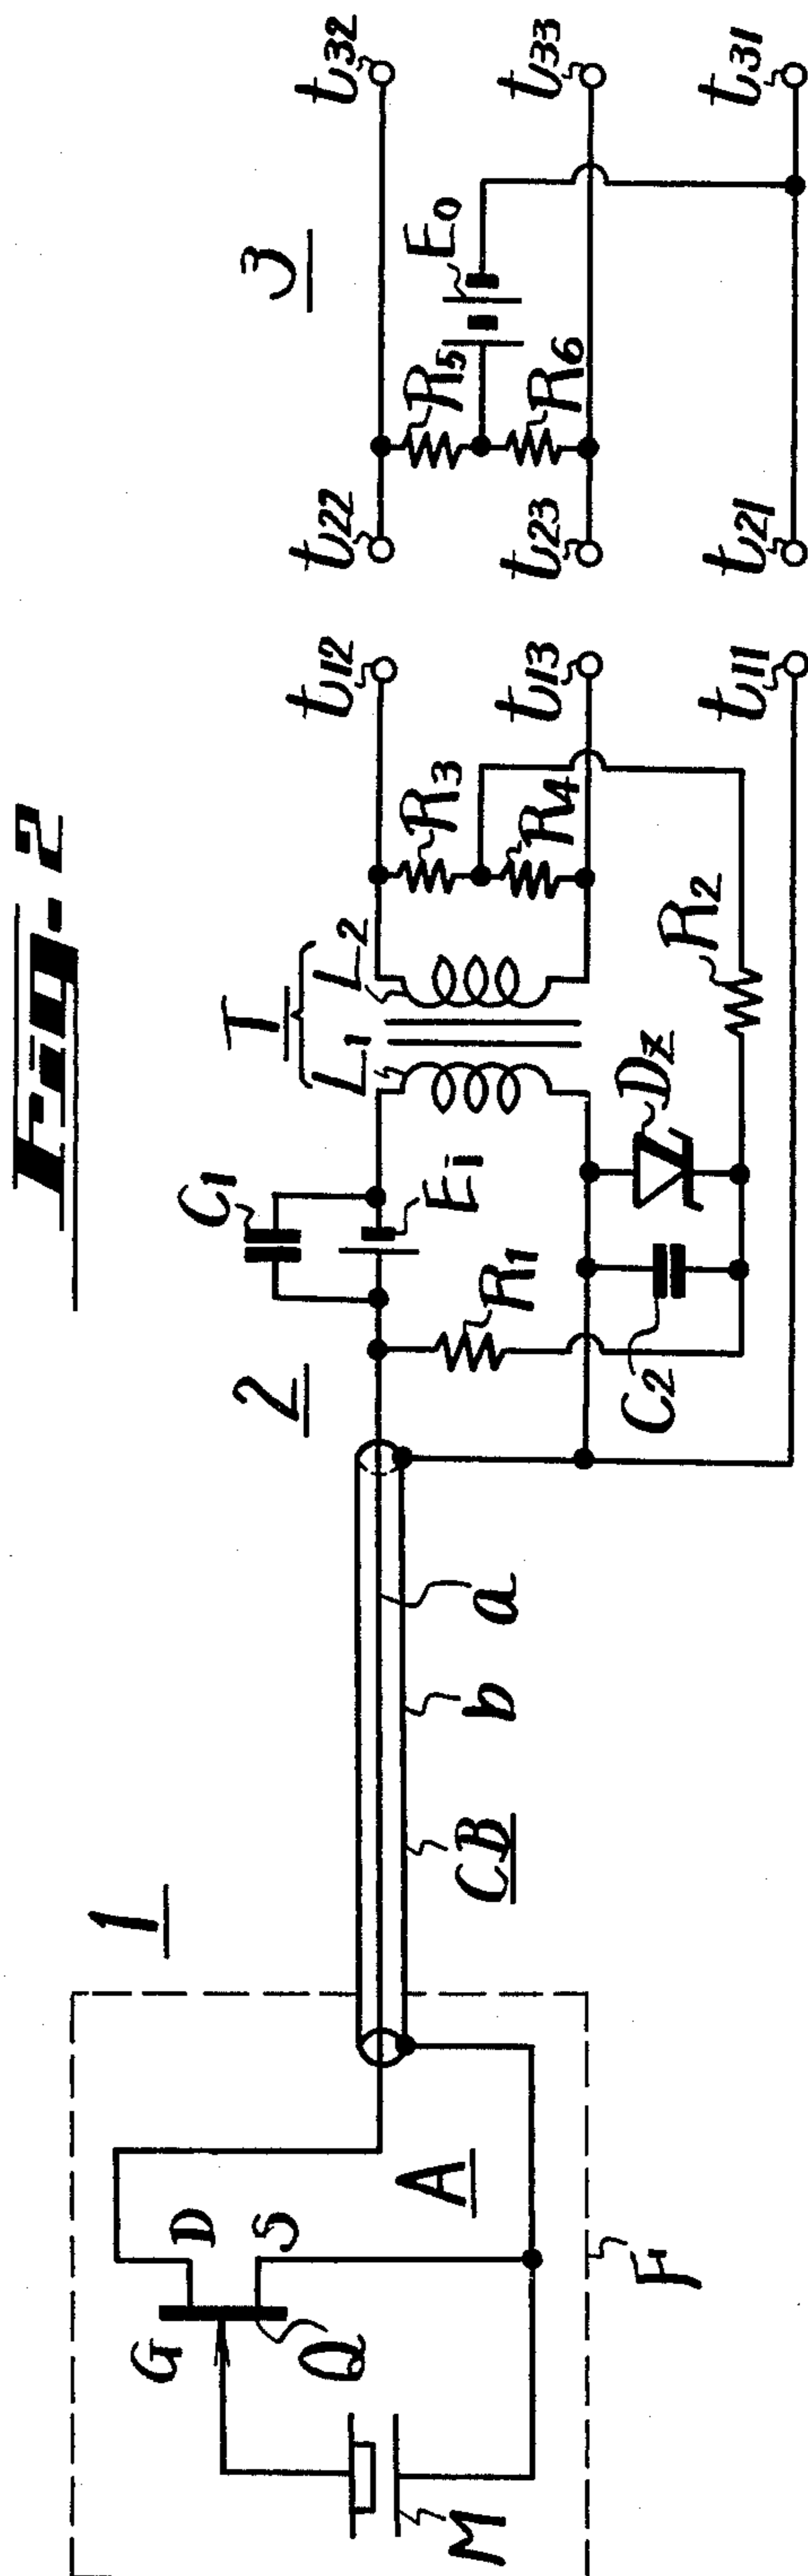 Fig-2
1
2
3
G
D
S
Q
A
M
F
CB
b
a
C1
Ei
R1
C2
Dz
R2
T
L1
L2
R3
R4
t12
t13
t11
t22
t23
t21
R5
R6
E0
t32
t33
t31